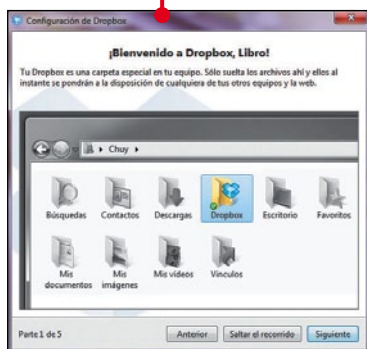 Configuración de Dropbox
¡Bienvenido a Dropbox, Libro!
Tu Dropbox es una carpeta especial en tu equipo. Sólo suelta los archivos ahí y ellos al
instante se pondrán a la disposición de cualquiera de tus otros equipos y la web.
Chuy
Búsquedas Contactos Descargas Dropbox Escritorio Favoritos
Mis documentos Mis imágenes Mis videos Vínculos
Parte 1 de 5 Anterior Saltar el recorrido Siguiente